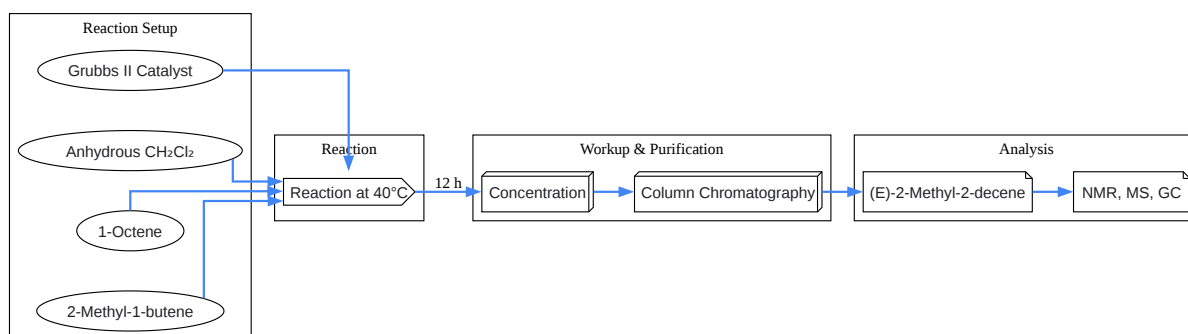 Reaction Setup
Grubbs II Catalyst
Anhydrous CH₂Cl₂
1-Octene
2-Methyl-1-butene
Reaction
Reaction at 40°C
12 h
Workup & Purification
Concentration
Column Chromatography
Analysis
(E)-2-Methyl-2-decene
NMR, MS, GC